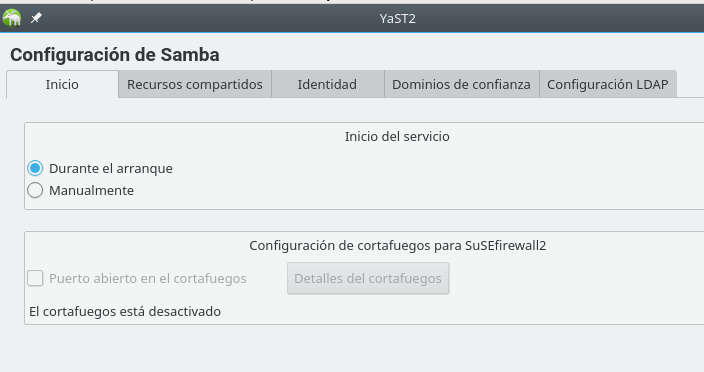 YaST2
Configuración de Samba
Inicio Recursos compartidos Identidad Dominios de confianza Configuración LDAP
Inicio del servicio
Durante el arranque
Manualmente
Configuración de cortafuegos para SuSEfirewall2
Puerto abierto en el cortafuegos Detalles del cortafuegos
El cortafuegos está desactivado